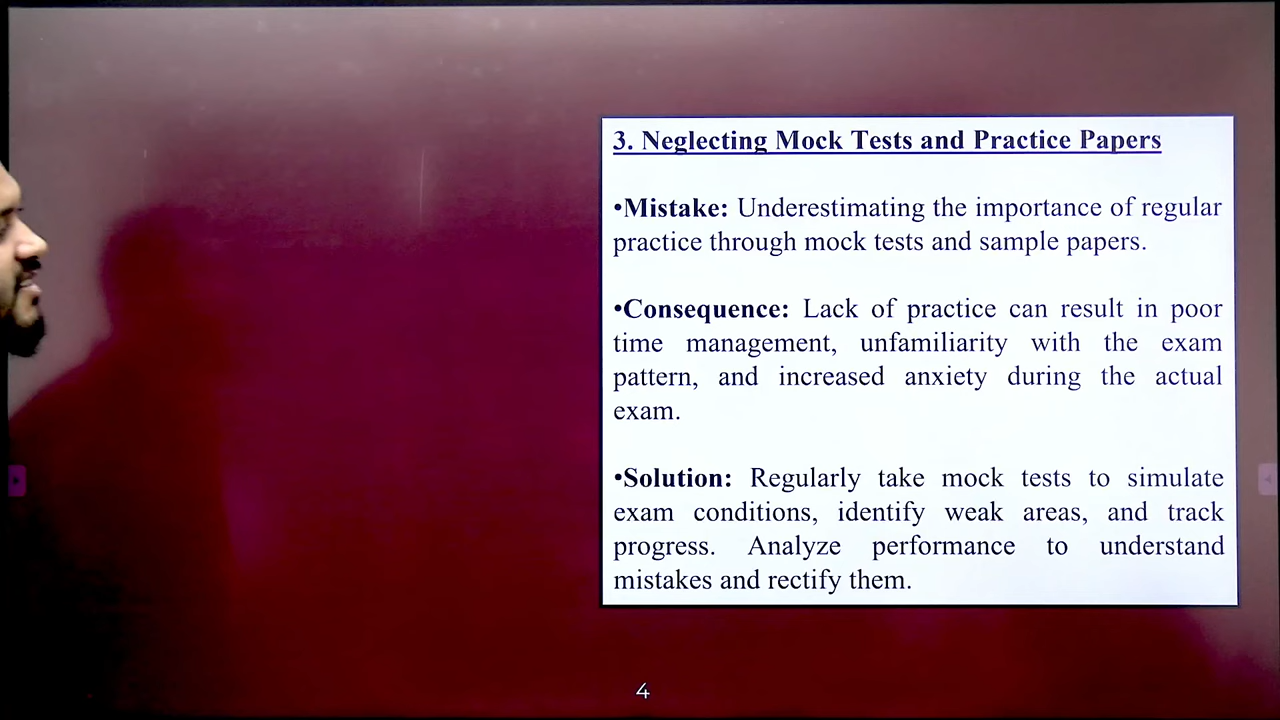 3. Neglecting Mock Tests and Practice Papers
•Mistake: Underestimating the importance of regular
practice through mock tests and sample papers.
•Consequence: Lack of practice can result in poor
time management, unfamiliarity with the exam
pattern, and increased anxiety during the actual
exam.
•Solution: Regularly take mock tests to simulate
exam conditions, identify weak areas, and track
progress. Analyze performance to understand
mistakes and rectify them.
4